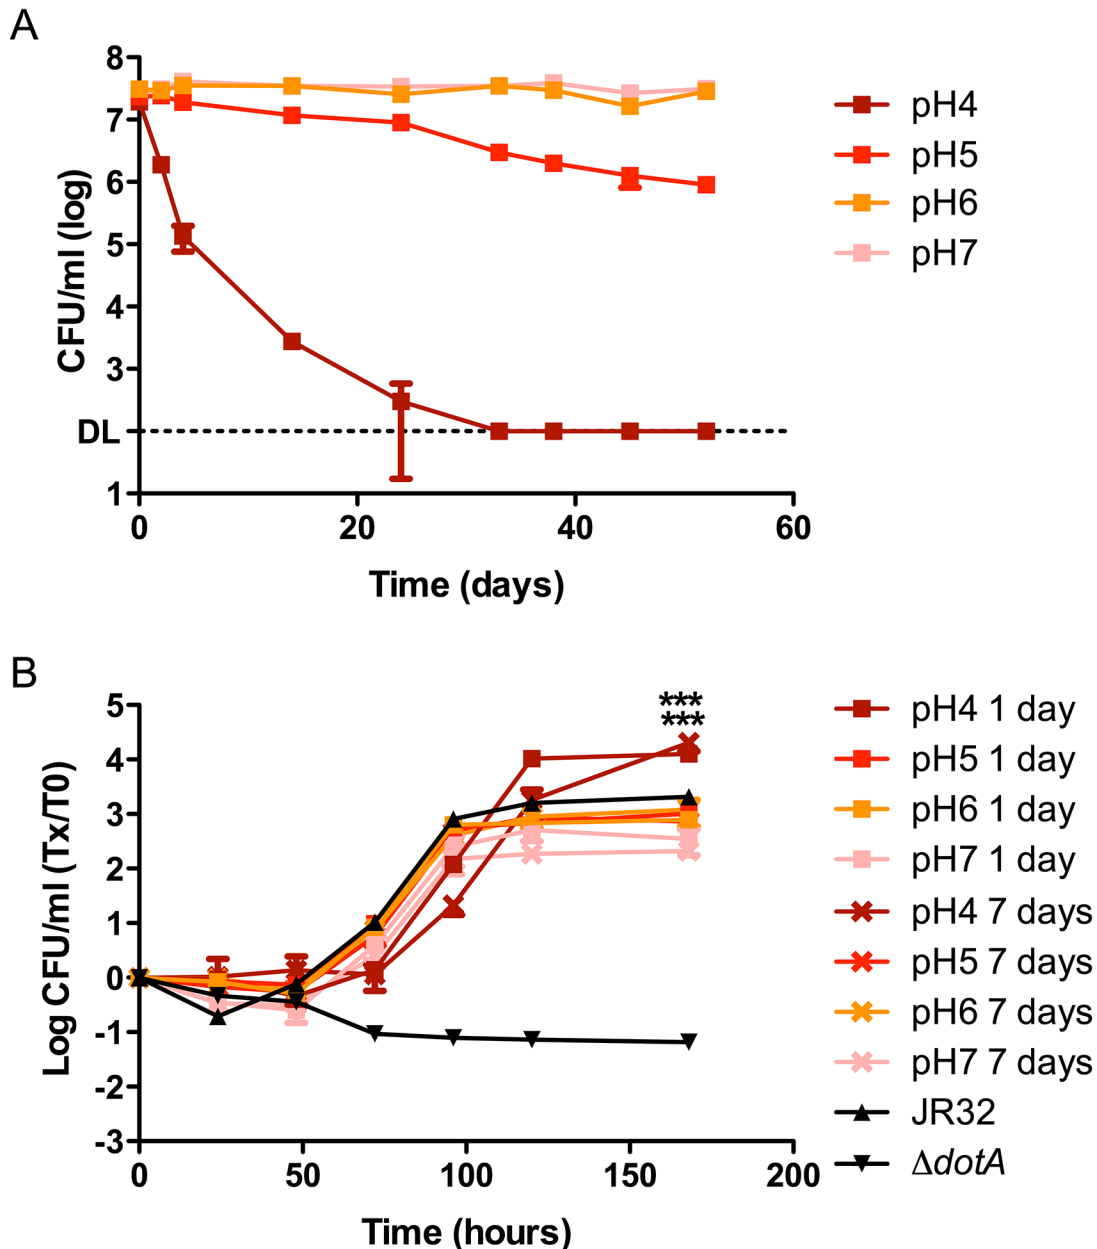 A
8
7
6
5
4
3
DL
1
0 20 40 60
CFU/ml (log)
Time (days)
pH4
pH5
pH6
pH7
B
5
4
3
2
1
0
-1
-2
-3
0 50 100 150 200
Log CFU/ml (Tx/T0)
Time (hours)
***
***
pH4 1 day
pH5 1 day
pH6 1 day
pH7 1 day
pH4 7 days
pH5 7 days
pH6 7 days
pH7 7 days
JR32
ΔdotA